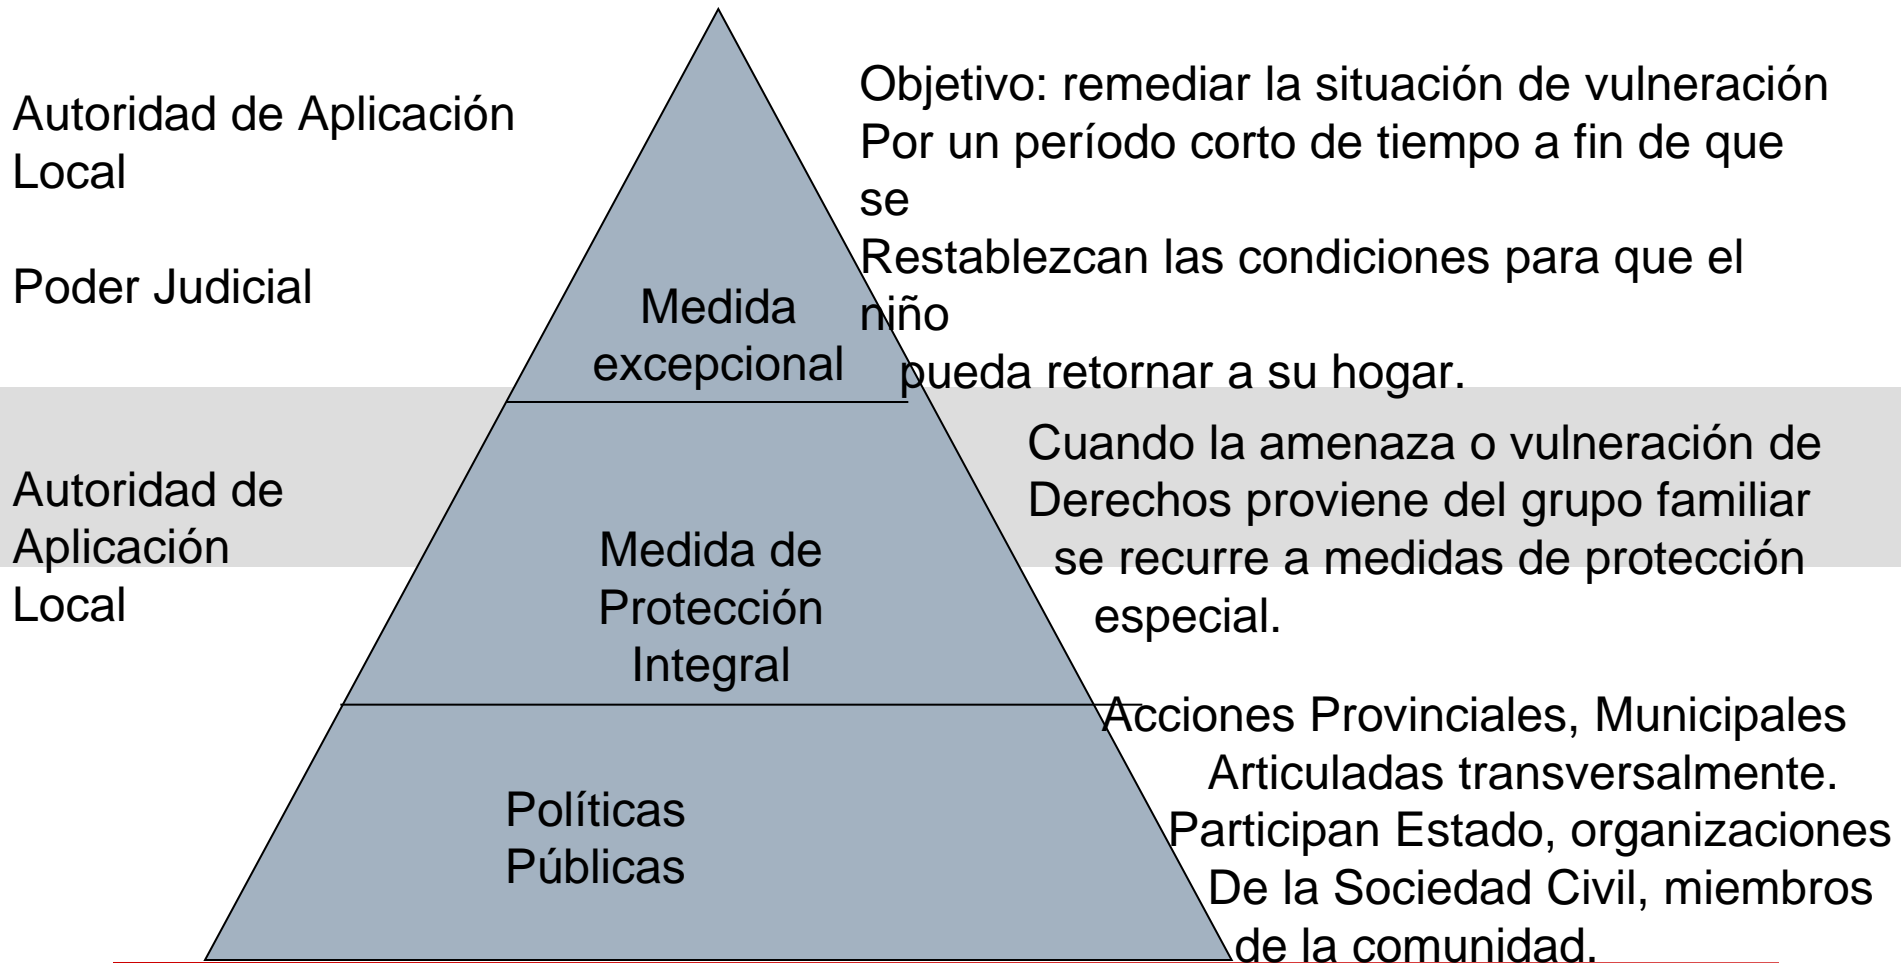 Autoridad de Aplicación
Local
Poder Judicial
Objetivo: remediar la situación de vulneración
Por un período corto de tiempo a fin de que
se
Restablezcan las condiciones para que el
niño
pueda retornar a su hogar.
Medida
excepcional
Autoridad de
Aplicación
Local
Medida de
Protección
Integral
Cuando la amenaza o vulneración de
Derechos proviene del grupo familiar
se recurre a medidas de protección
especial.
Políticas
Públicas
Acciones Provinciales, Municipales
Articuladas transversalmente.
Participan Estado, organizaciones
De la Sociedad Civil, miembros
de la comunidad.